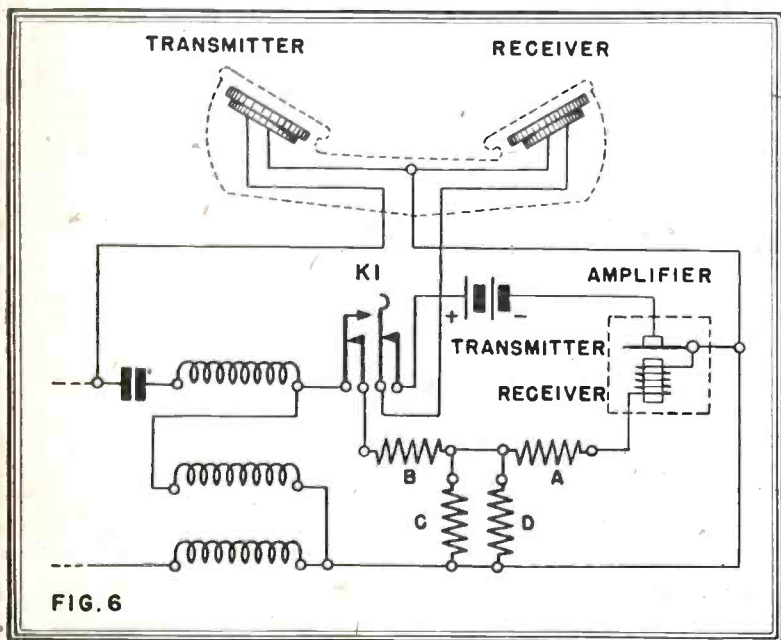 TRANSMITTER
RECEIVER
K1
AMPLIFIER
+
-
TRANSMITTER
RECEIVER
B
A
C
D
FIG. 6